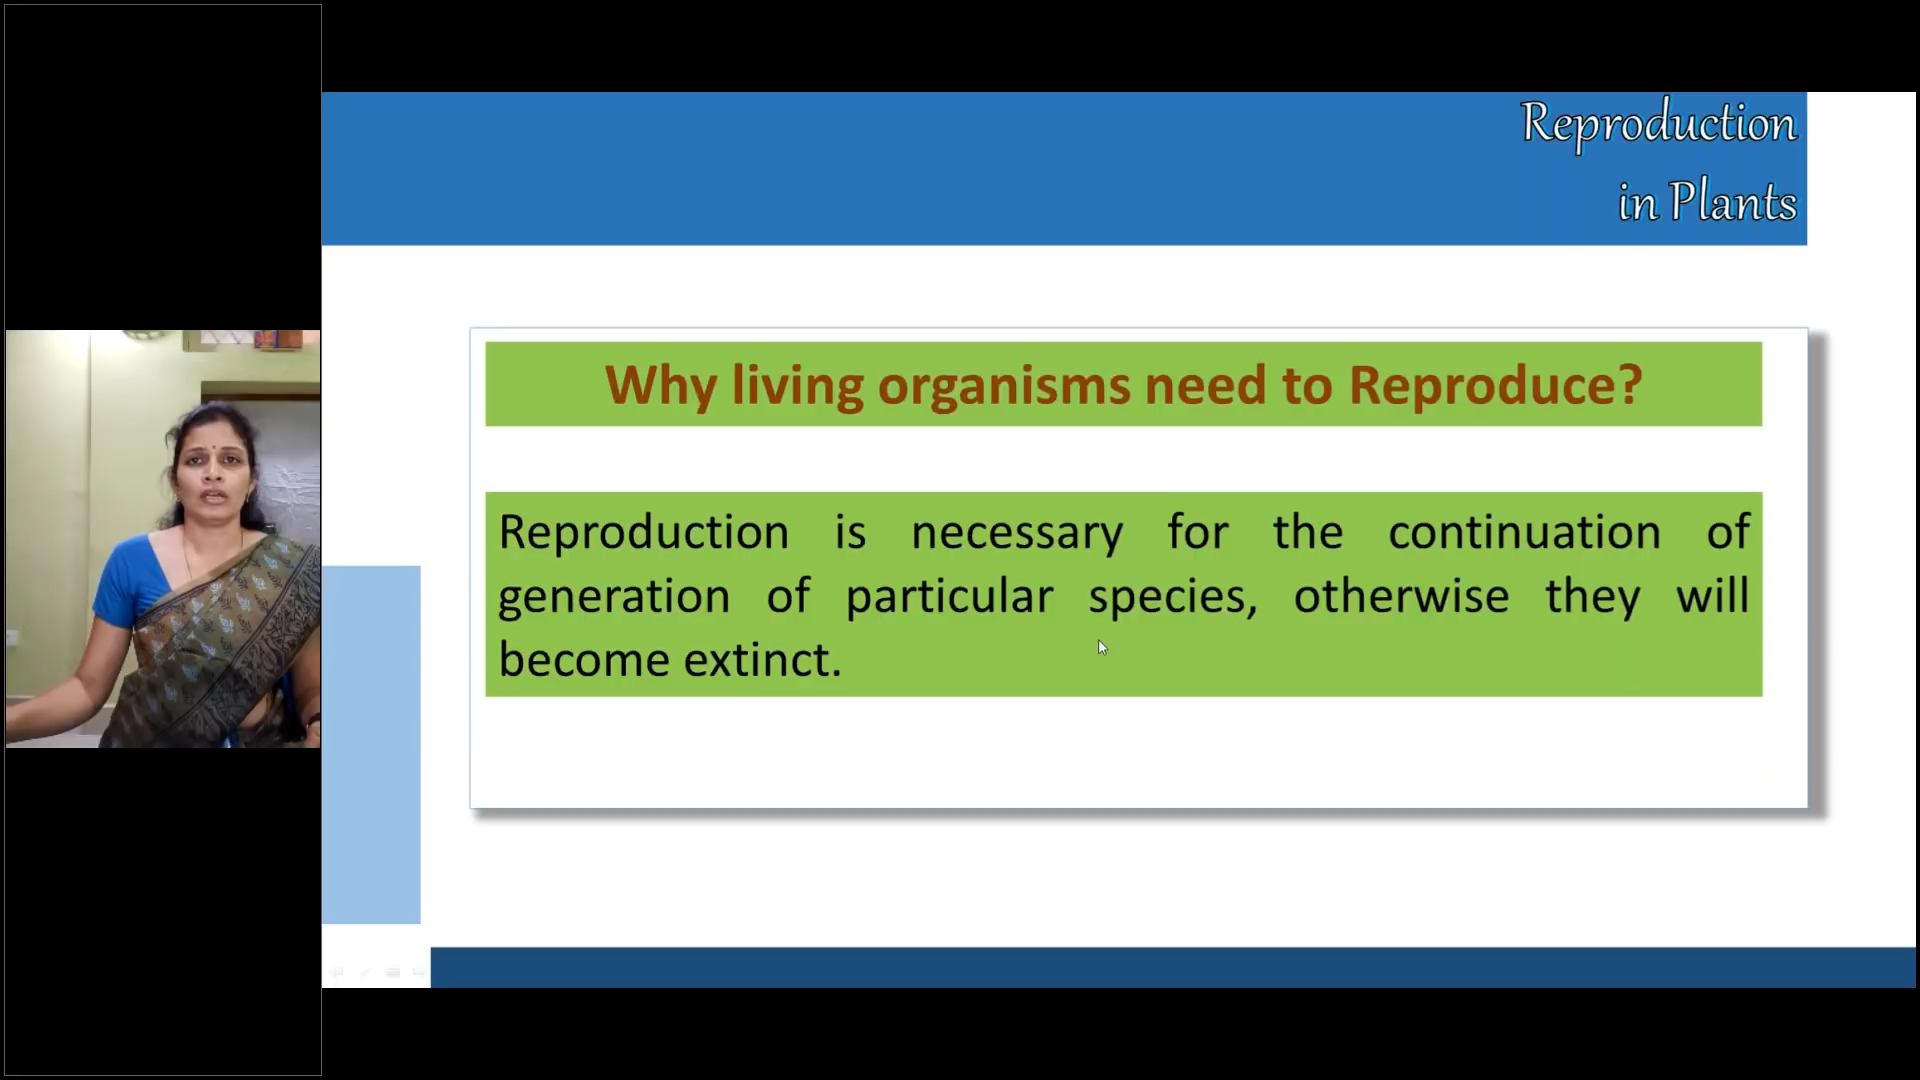 Reproduction
in Plants
Why living organisms need to Reproduce?
Reproduction is necessary for the continuation of
generation of particular species, otherwise they will
become extinct.